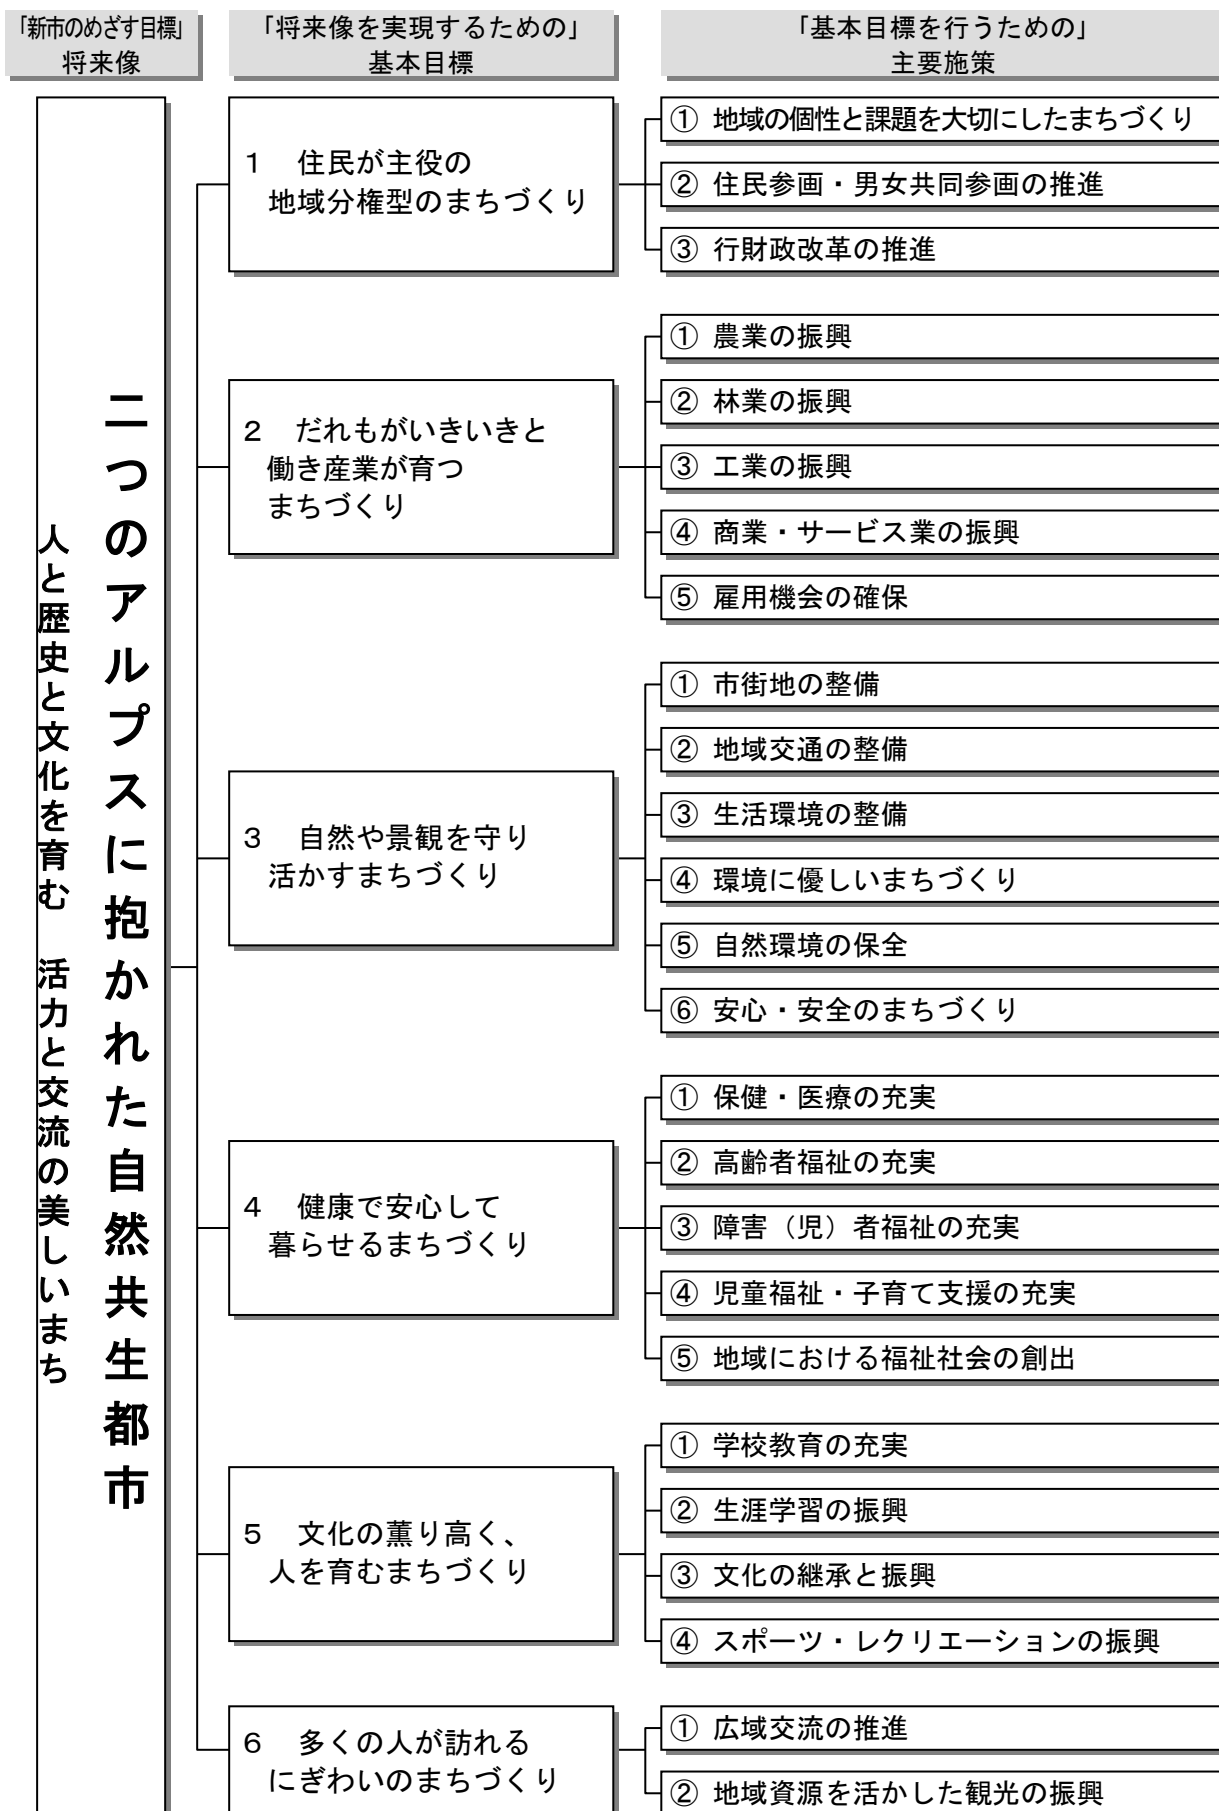 「新市のめざす目標」
将来像
「将来像を実現するための」
基本目標
「基本目標を行うための」
主要施策
二つのアルプスに抱かれた自然共生都市
人と歴史と文化を育む　活力と交流の美しいまち
１　住民が主役の
地域分権型のまちづくり
① 地域の個性と課題を大切にしたまちづくり
② 住民参画・男女共同参画の推進
③ 行財政改革の推進
２　だれもがいきいきと
働き産業が育つ
まちづくり
① 農業の振興
② 林業の振興
③ 工業の振興
④ 商業・サービス業の振興
⑤ 雇用機会の確保
３　自然や景観を守り
活かすまちづくり
① 市街地の整備
② 地域交通の整備
③ 生活環境の整備
④ 環境に優しいまちづくり
⑤ 自然環境の保全
⑥ 安心・安全のまちづくり
４　健康で安心して
暮らせるまちづくり
① 保健・医療の充実
② 高齢者福祉の充実
③ 障害（児）者福祉の充実
④ 児童福祉・子育て支援の充実
⑤ 地域における福祉社会の創出
５　文化の薫り高く、
人を育むまちづくり
① 学校教育の充実
② 生涯学習の振興
③ 文化の継承と振興
④ スポーツ・レクリエーションの振興
６　多くの人が訪れる
にぎわいのまちづくり
① 広域交流の推進
② 地域資源を活かした観光の振興